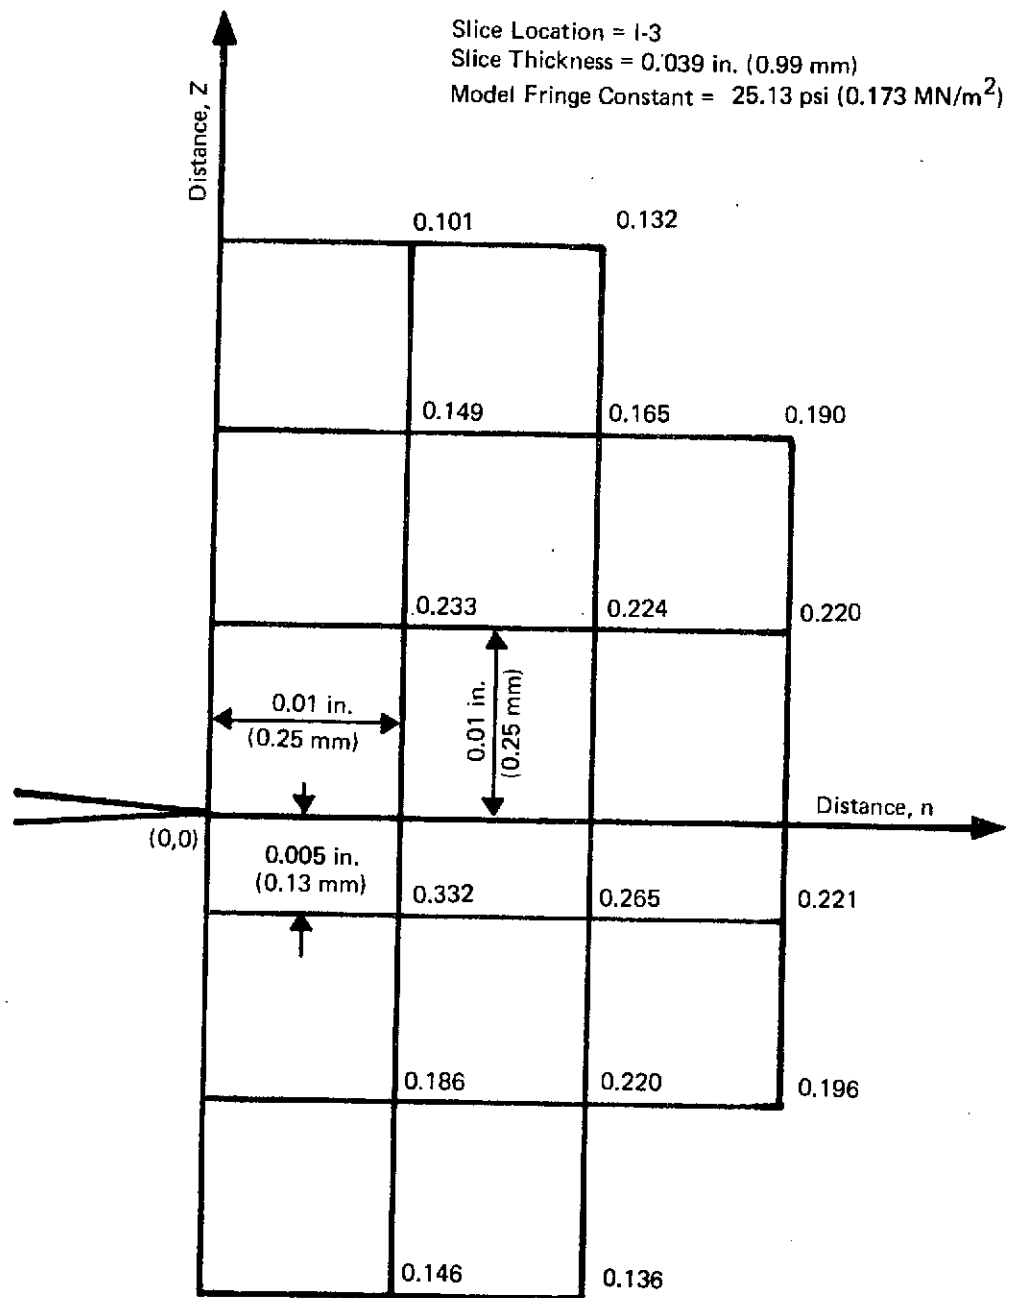 Slice Location = I-3
Slice Thickness = 0.039 in. (0.99 mm)
Model Fringe Constant = 25.13 psi (0.173 MN/m²)
Distance, Z
0.101
0.132
0.149
0.165
0.190
0.233
0.224
0.220
0.01 in.
(0.25 mm)
0.01 in.
(0.25 mm)
Distance, n
(0,0)
0.005 in.
(0.13 mm)
0.332
0.265
0.221
0.186
0.220
0.196
0.146
0.136